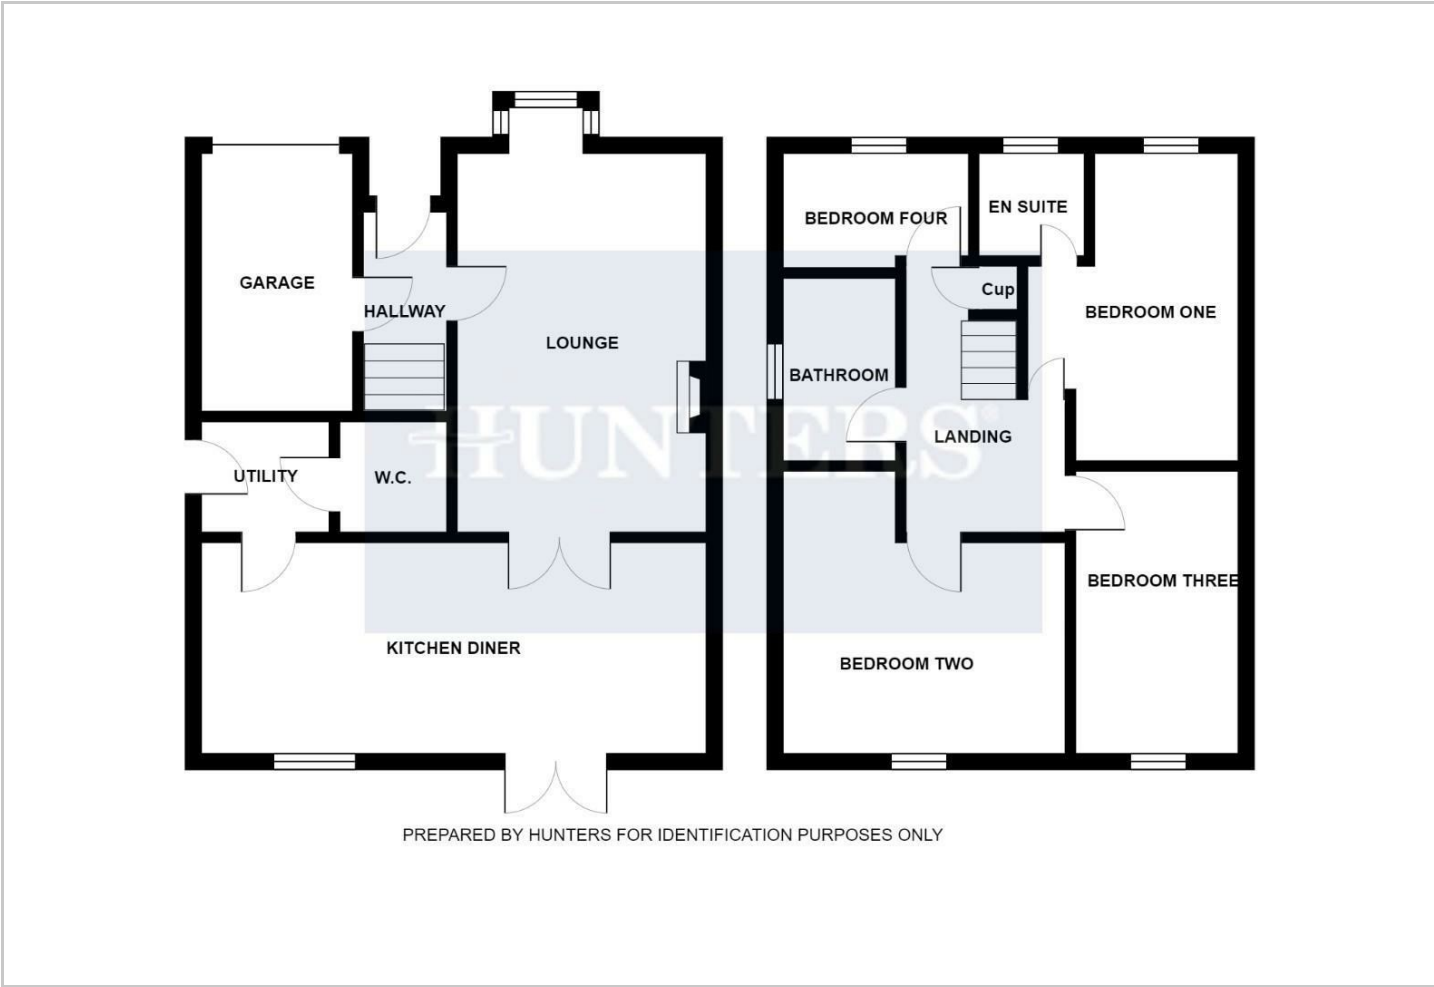 GARAGE
HALLWAY
LOUNGE
UTILITY
W.C.
KITCHEN DINER
BEDROOM FOUR
EN SUITE
Cup
BEDROOM ONE
BATHROOM
LANDING
BEDROOM THREE
BEDROOM TWO
HUNTERS®
PREPARED BY HUNTERS FOR IDENTIFICATION PURPOSES ONLY